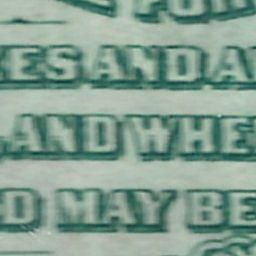 FOR
ES AND A
, AND WHE
D MAY BE